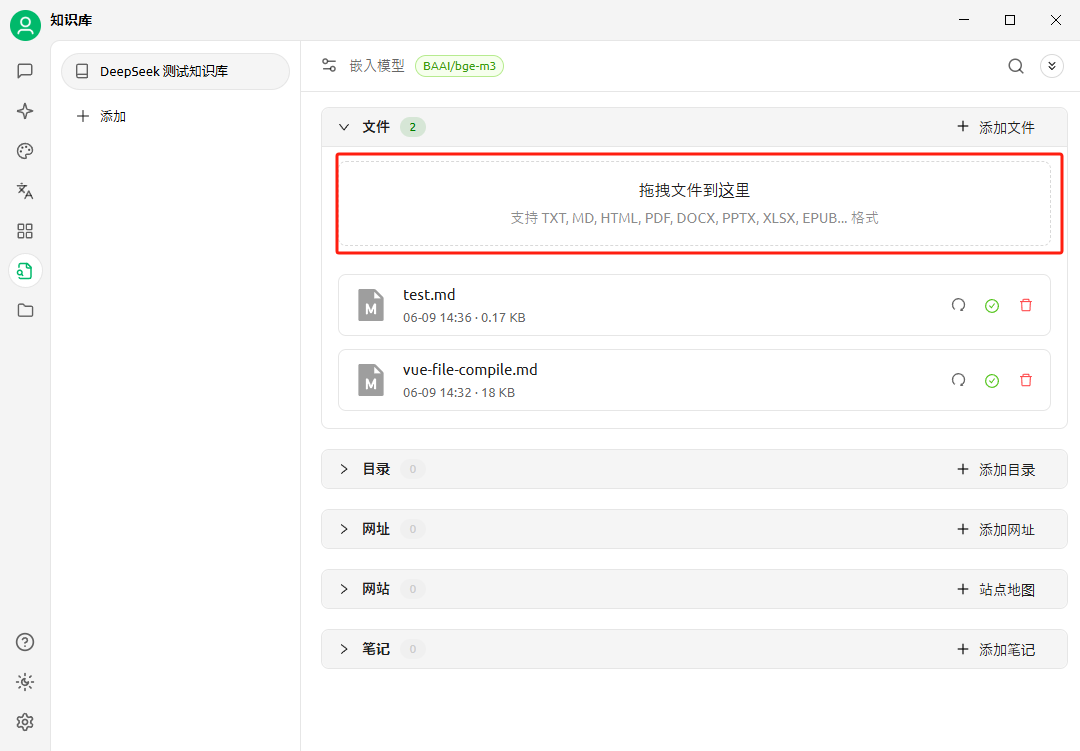 知识库
DeepSeek 测试知识库
添加
嵌入模型 BAAI/bge-m3
文件 2 添加文件
拖拽文件到这里
支持 TXT, MD, HTML, PDF, DOCX, PPTX, XLSX, EPUB... 格式
M test.md
06-09 14:36 · 0.17 KB
M vue-file-compile.md
06-09 14:32 · 18 KB
目录 0 添加目录
网址 0 添加网址
网站 0 站点地图
笔记 0 添加笔记